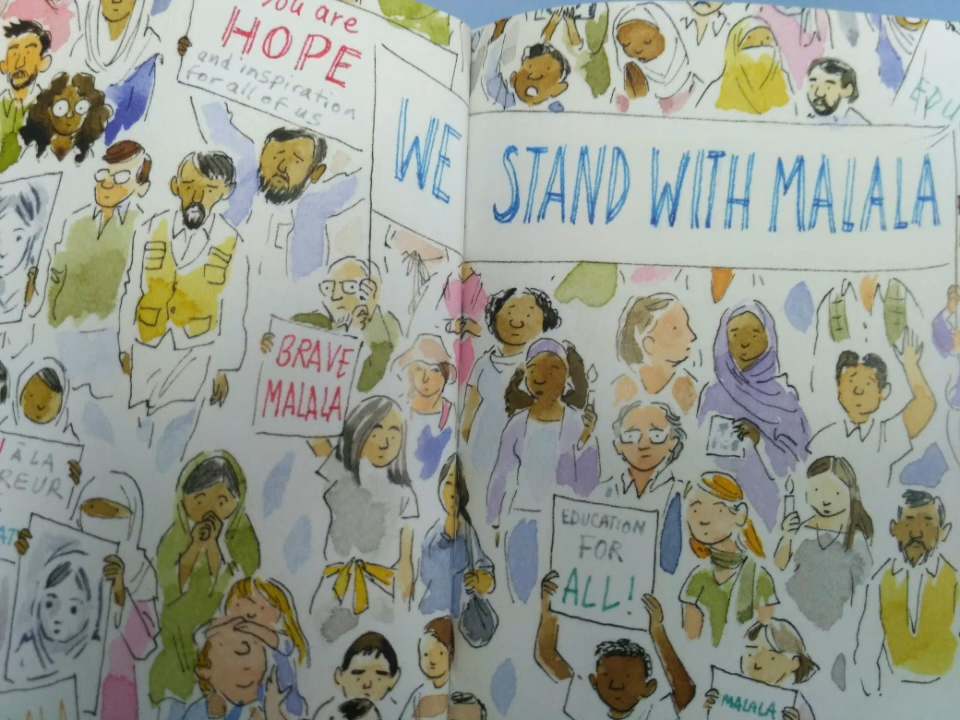 You are
HOPE
and inspiration
for all of us
EDU
WE STAND WITH MALALA
BRAVE
MALALA
À LA
REUR
EDUCATION
FOR
ALL!
MALALA